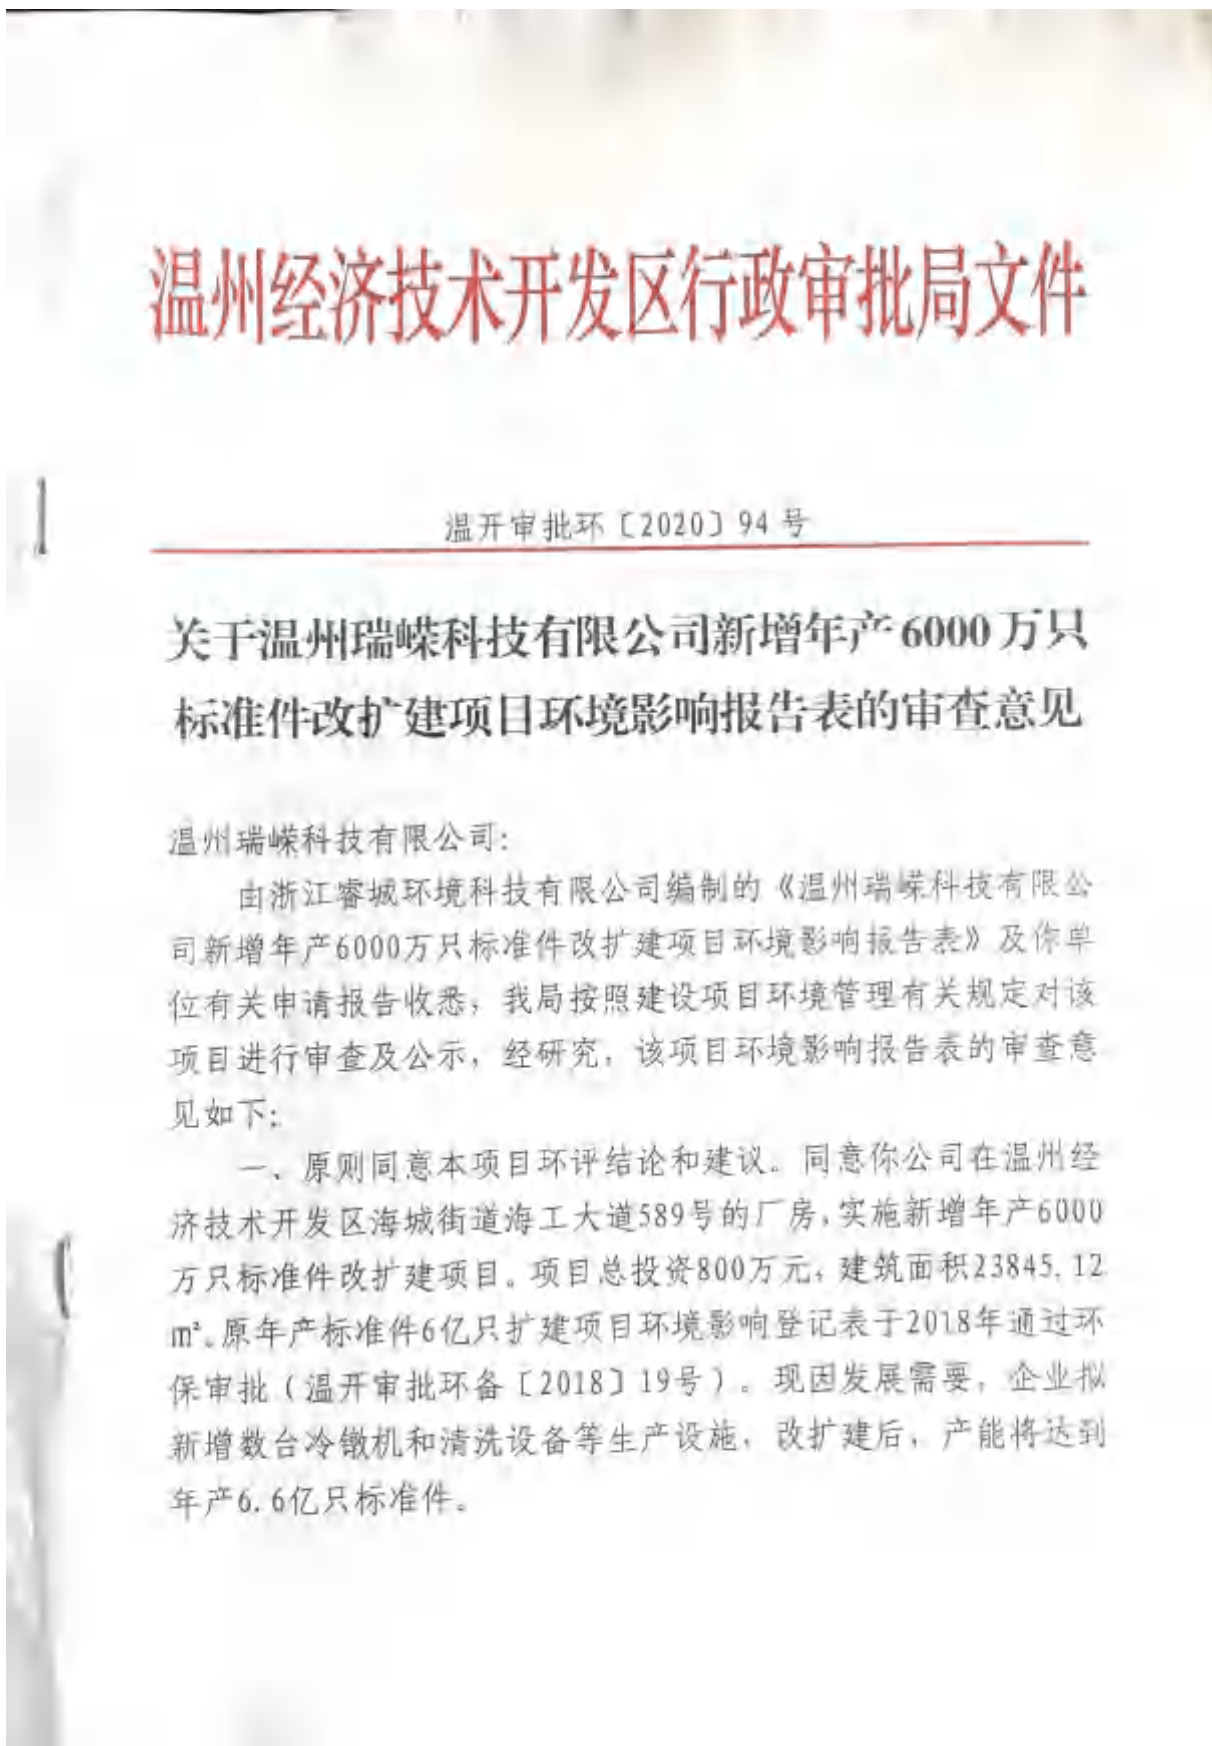 温州经济技术开发区行政审批局文件
温开审批环〔2020〕94号
关于温州瑞嵘科技有限公司新增年产6000万只
标准件改扩建项目环境影响报告表的审查意见
温州瑞嵘科技有限公司:
由浙江睿城环境科技有限公司编制的《温州瑞嵘科技有限公
司新增年产6000万只标准件改扩建项目环境影响报告表》及你单
位有关申请报告收悉，我局按照建设项目环境管理有关规定对该
项目进行审查及公示，经研究，该项目环境影响报告表的审查意
见如下:
一、原则同意本项目环评结论和建议。同意你公司在温州经
济技术开发区海城街道海工大道589号的厂房,实施新增年产6000
万只标准件改扩建项目。项目总投资800万元，建筑面积23845.12
m²。原年产标准件6亿只扩建项目环境影响登记表于2018年通过环
保审批（温开审批环备〔2018〕19号）。现因发展需要，企业拟
新增数台冷镦机和清洗设备等生产设施，改扩建后，产能将达到
年产6.6亿只标准件。